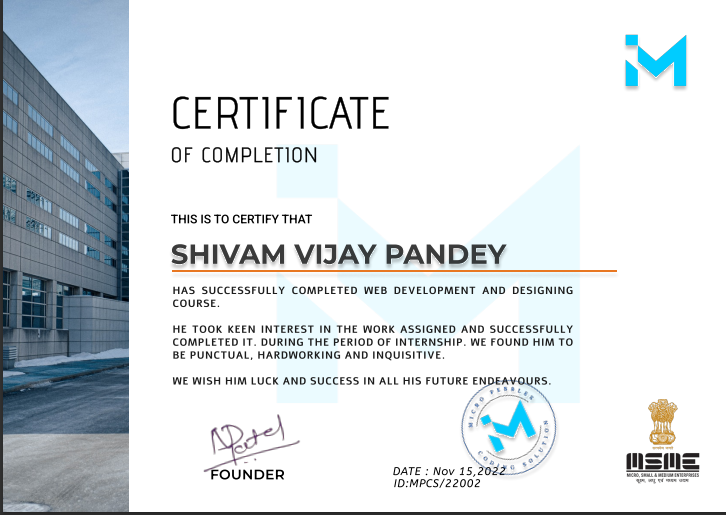 CERTIFICATE
OF COMPLETION
THIS IS TO CERTIFY THAT
SHIVAM VIJAY PANDEY
HAS SUCCESSFULLY COMPLETED WEB DEVELOPMENT AND DESIGNING
COURSE.
HE TOOK KEEN INTEREST IN THE WORK ASSIGNED AND SUCCESSFULLY
COMPLETED IT. DURING THE PERIOD OF INTERNSHIP. WE FOUND HIM TO
BE PUNCTUAL, HARDWORKING AND INQUISITIVE.
WE WISH HIM LUCK AND SUCCESS IN ALL HIS FUTURE ENDEAVOURS.
MICRO PEBBLES
CODING SOLUTION
FOUNDER
DATE : Nov 15,2022
ID:MPCS/22002
MSME
MICRO, SMALL & MEDIUM ENTERPRISES
सूक्ष्म, लघु एवं मध्यम उद्यम